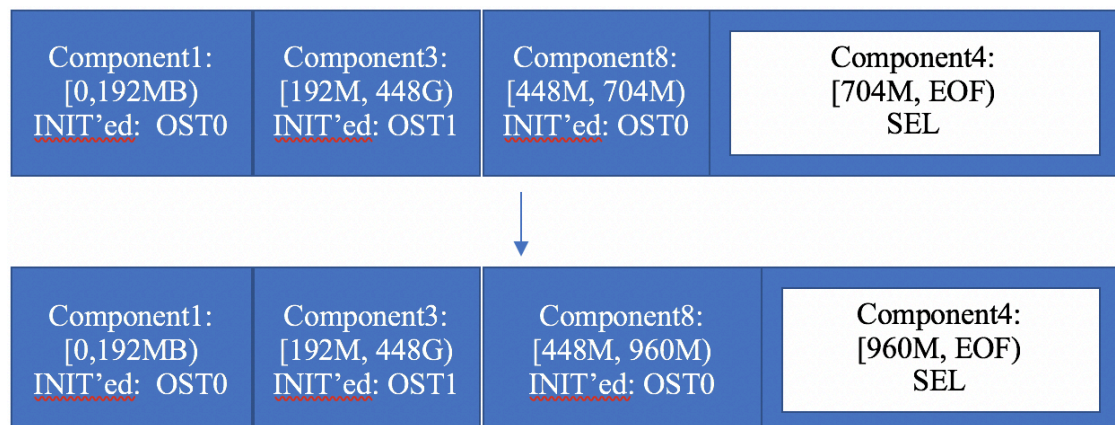 Component1:
[0,192MB)
INIT’ed:  OST0
Component3:
[192M, 448G)
INIT’ed: OST1
Component8:
[448M, 704M)
INIT’ed: OST0
Component4:
[704M, EOF)
SEL
Component1:
[0,192MB)
INIT’ed:  OST0
Component3:
[192M, 448G)
INIT’ed: OST1
Component8:
[448M, 960M)
INIT’ed: OST0
Component4:
[960M, EOF)
SEL